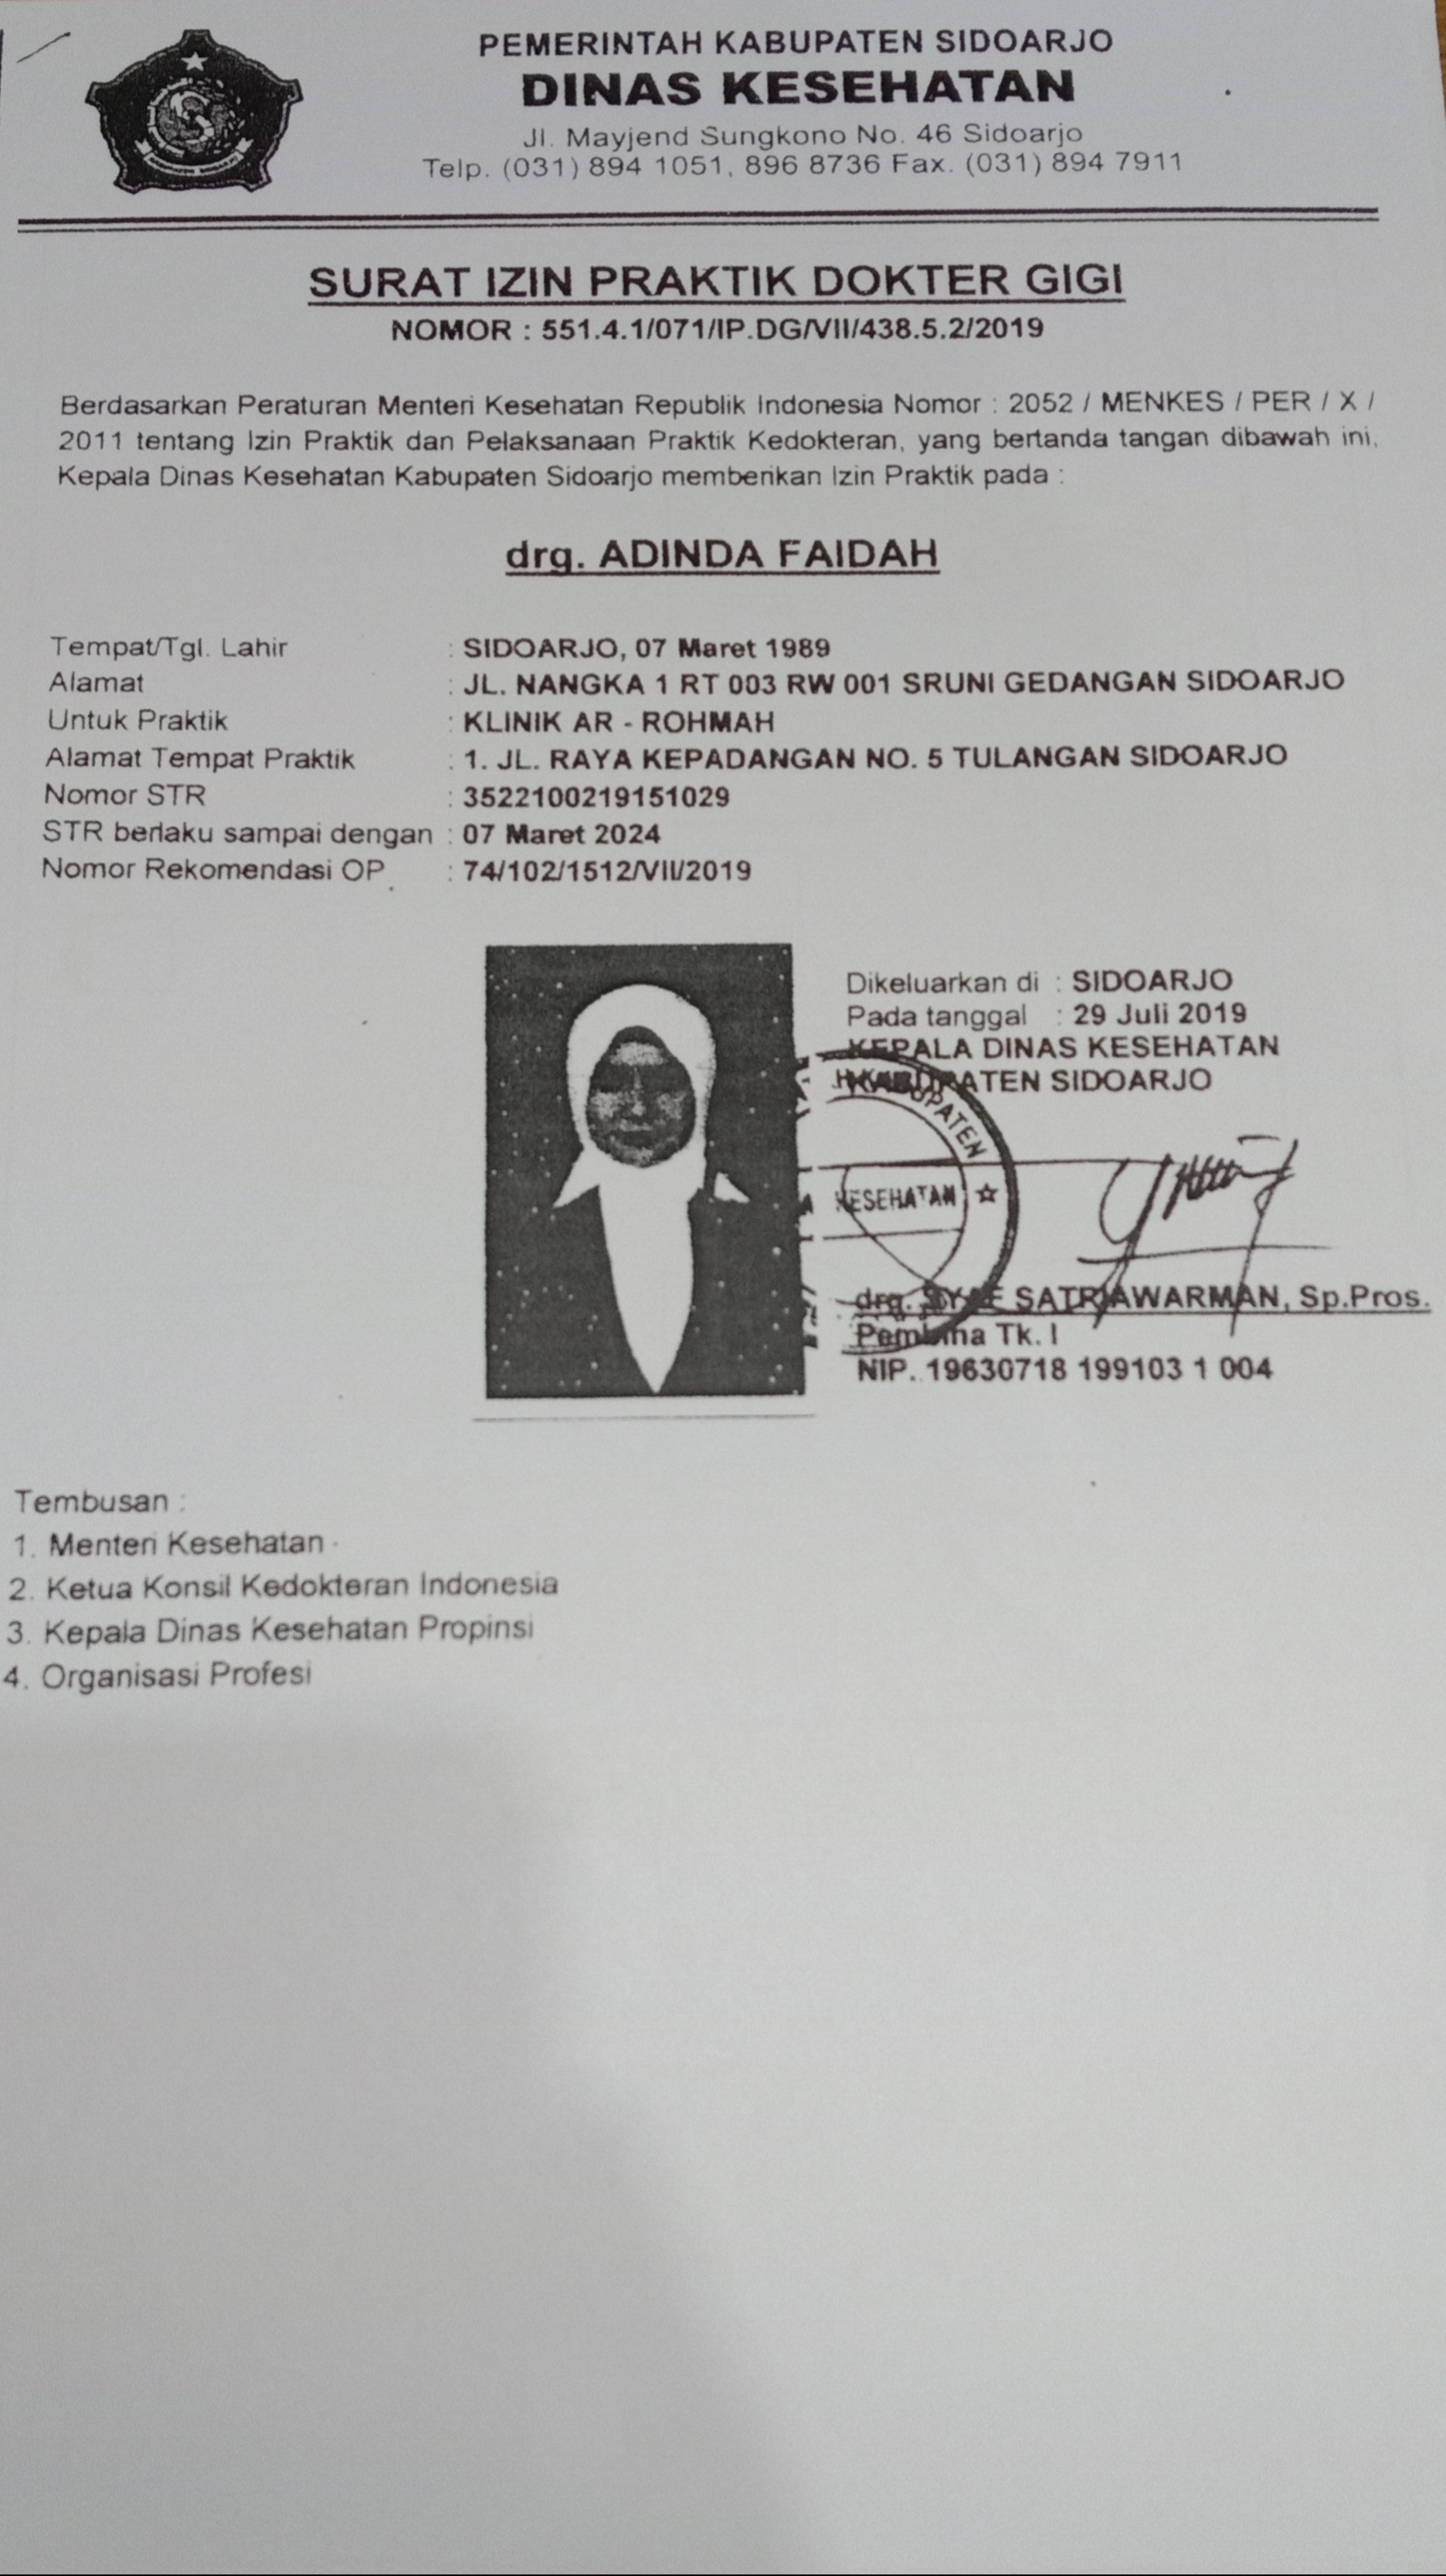 PEMERINTAH KABUPATEN SIDOARJO
DINAS KESEHATAN
Jl. Mayjend Sungkono No. 46 Sidoarjo
Telp. (031) 894 1051, 896 8736 Fax. (031) 894 7911
SURAT IZIN PRAKTIK DOKTER GIGI
NOMOR : 551.4.1/071/IP.DG/VII/438.5.2/2019
Berdasarkan Peraturan Menteri Kesehatan Republik Indonesia Nomor : 2052 / MENKES / PER / X /
2011 tentang Izin Praktik dan Pelaksanaan Praktik Kedokteran, yang bertanda tangan dibawah ini,
Kepala Dinas Kesehatan Kabupaten Sidoarjo memberikan Izin Praktik pada :
drg. ADINDA FAIDAH
Tempat/Tgl. Lahir : SIDOARJO, 07 Maret 1989
Alamat : JL. NANGKA 1 RT 003 RW 001 SRUNI GEDANGAN SIDOARJO
Untuk Praktik : KLINIK AR - ROHMAH
Alamat Tempat Praktik : 1. JL. RAYA KEPADANGAN NO. 5 TULANGAN SIDOARJO
Nomor STR : 3522100219151029
STR berlaku sampai dengan : 07 Maret 2024
Nomor Rekomendasi OP : 74/102/1512/VII/2019
Dikeluarkan di : SIDOARJO
Pada tanggal : 29 Juli 2019
KEPALA DINAS KESEHATAN
KABUPATEN SIDOARJO
KABUPATEN
KESEHATAN
drg. SATRIAWARMAN, Sp.Pros.
Pembina Tk. I
NIP. 19630718 199103 1 004
Tembusan :
1. Menteri Kesehatan
2. Ketua Konsil Kedokteran Indonesia
3. Kepala Dinas Kesehatan Propinsi
4. Organisasi Profesi